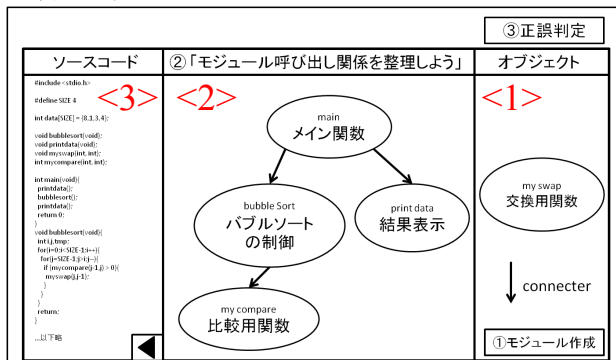 ③正誤判定
ソースコード
②「モジュール呼び出し関係を整理しよう」
オブジェクト
<3>
<2>
<1>
#include <stdio.h>
#define SIZE 4
int data[SIZE] = {8,1,3,4};
void bubblesort(void);
void printdata(void);
void myswap(int, int);
int mycompare(int, int);
int main(void){
printdata();
bubblesort();
printdata();
return 0;
}
void bubblesort(void){
int i,j,tmp;
for(i=0;i<SIZE-1;i++){
for(j=SIZE-1;j>i;j--){
if (mycompare(j-1,j) > 0){
myswap(j,j-1);
}
}
}
return;
}
...以下略
main
メイン関数
bubble Sort
バブルソート
の制御
print data
結果表示
my compare
比較用関数
my swap
交換用関数
connecter
①モジュール作成